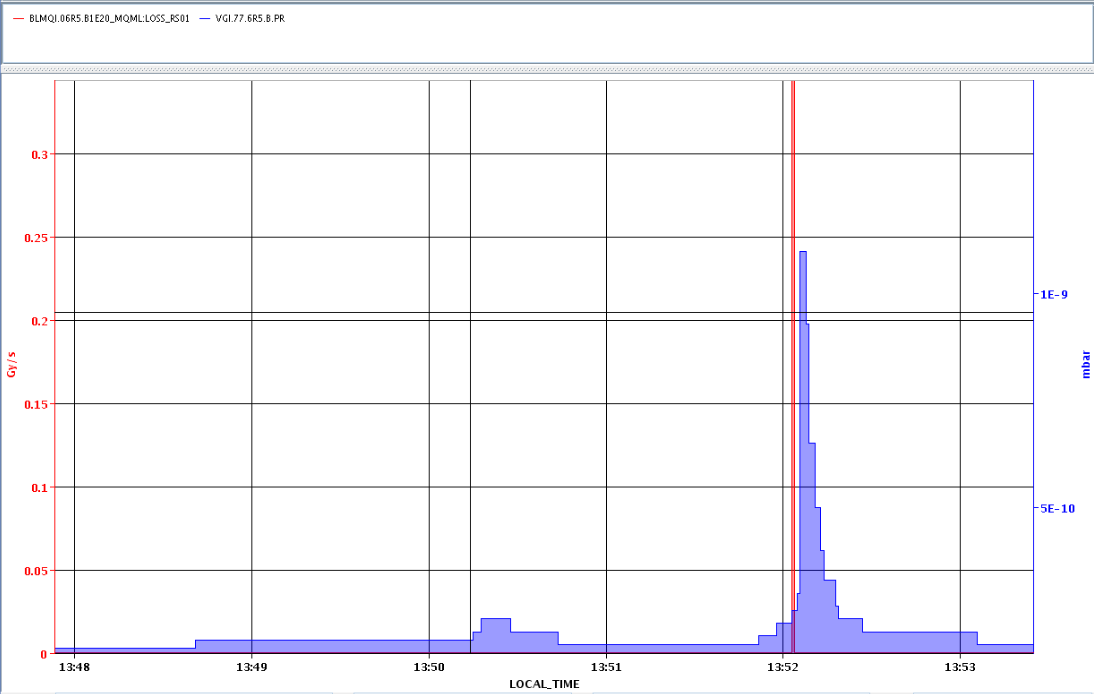 BLMQI.06R5.B1E20_MQML:LOSS_RS01 VGI.77.6R5.B.PR
0.3
0.25
1E-9
0.2
Gy/s
mbar
0.15
0.1
5E-10
0.05
0
13:48 13:49 13:50 13:51 13:52 13:53
LOCAL_TIME